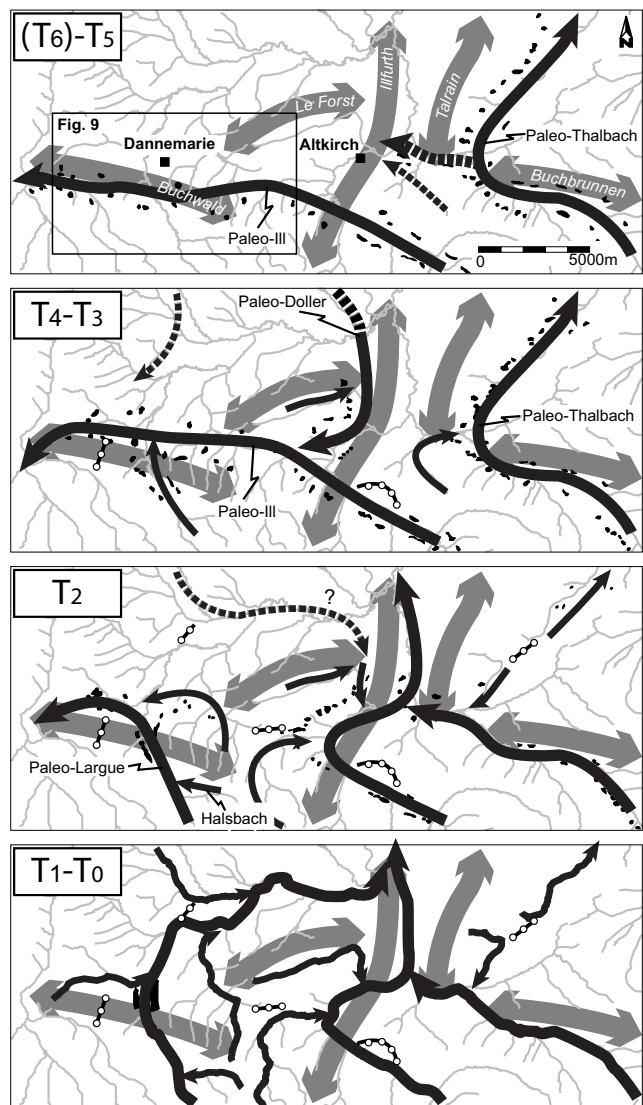 (T6)-T5
N
Fig. 9
Dannemarie
Le Forst
Altkirch
Illfurth
Talrain
Paleo-Thalbach
Buchwald
Buchbrunnen
Paleo-Ill
0 5000m
T4-T3
Paleo-Doller
Paleo-Thalbach
Paleo-Ill
T2
?
Paleo-Largue
Halsbach
T1-T0